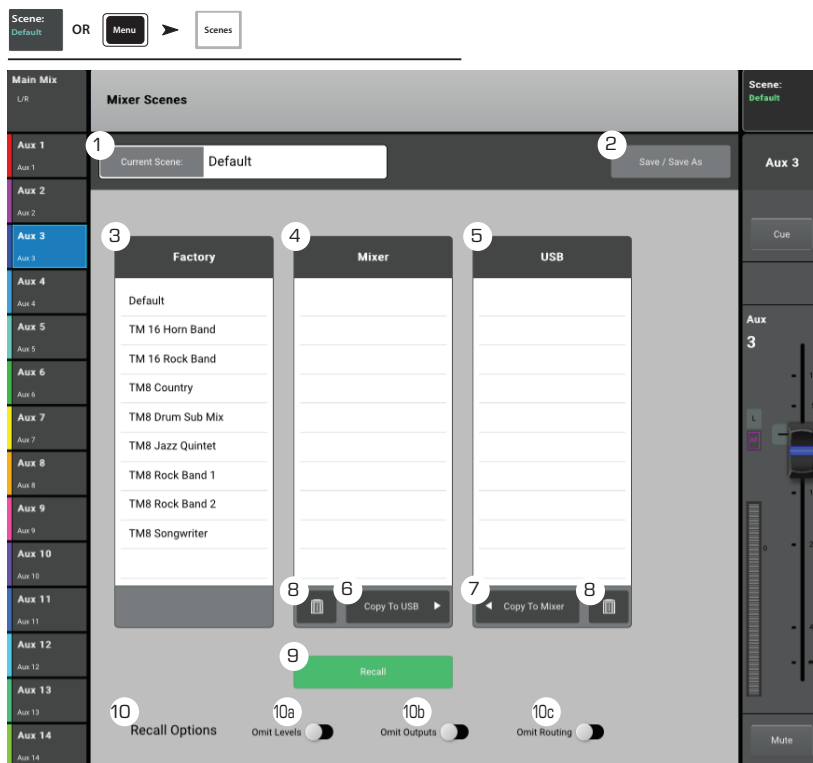 Scene:
Default
OR
Menu
Scenes
Main Mix
L/R
Mixer Scenes
Scene:
Default
1
Current Scene:
Default
2
Save / Save As
Aux 1
Aux 1
Aux 2
Aux 2
Aux 3
Aux 3
Aux 4
Aux 4
Aux 5
Aux 5
Aux 6
Aux 6
Aux 7
Aux 7
Aux 8
Aux 8
Aux 9
Aux 9
Aux 10
Aux 10
Aux 11
Aux 11
Aux 12
Aux 12
Aux 13
Aux 13
Aux 14
Aux 14
3
Factory
Default
TM 16 Horn Band
TM 16 Rock Band
TM8 Country
TM8 Drum Sub Mix
TM8 Jazz Quintet
TM8 Rock Band 1
TM8 Rock Band 2
TM8 Songwriter
4
Mixer
8
6
Copy To USB
5
USB
7
Copy To Mixer
8
9
Recall
10
Recall Options
10a
Omit Levels
10b
Omit Outputs
10c
Omit Routing
Aux 3
Cue
Aux
3
L
0
Mute